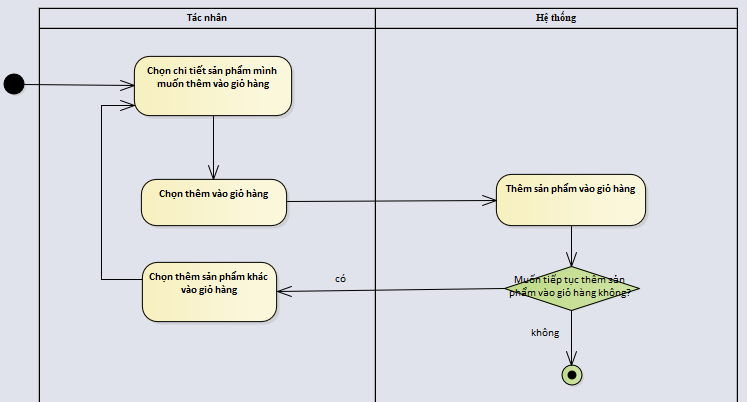 Tác nhân
Hệ thống
Chọn chi tiết sản phẩm mình
muốn thêm vào giỏ hàng
Chọn thêm vào giỏ hàng
Thêm sản phẩm vào giỏ hàng
Chọn thêm sản phẩm khác
vào giỏ hàng
có
Muốn tiếp tục thêm sản
phẩm vào giỏ hàng không?
không